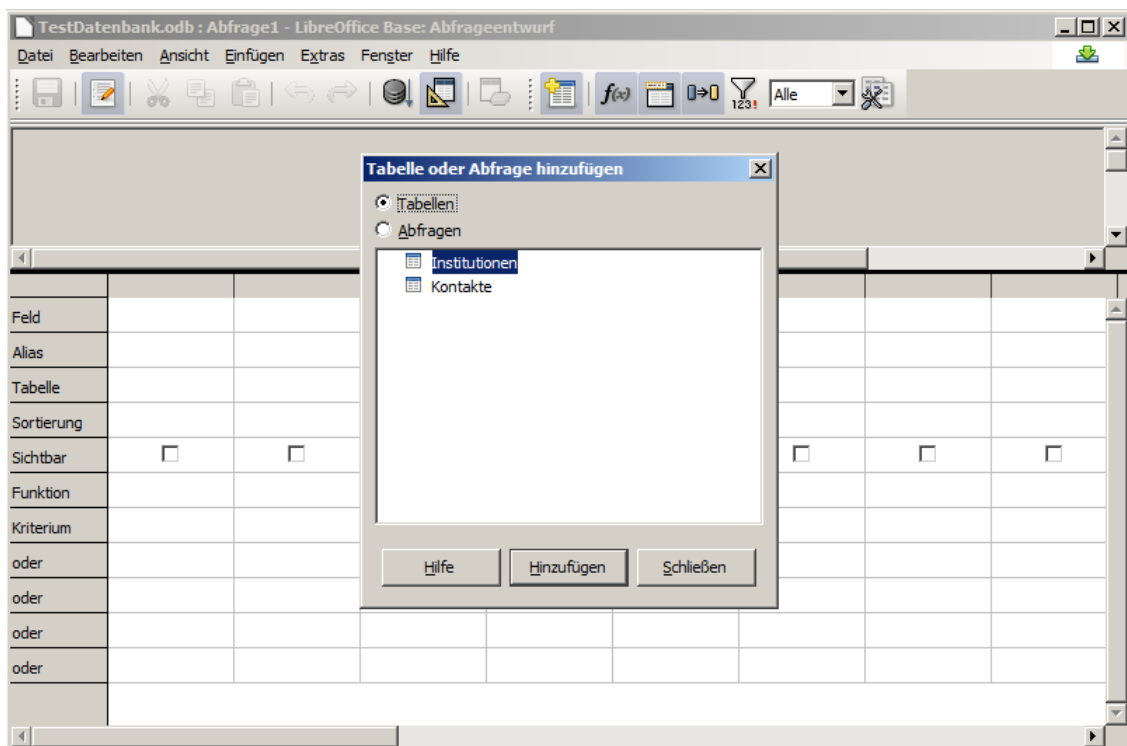 TestDatenbank.odb : Abfrage1 - LibreOffice Base: Abfrageentwurf
Datei Bearbeiten Ansicht Einfügen Extras Fenster Hilfe
f(x) 123! Alle
Tabelle oder Abfrage hinzufügen
Tabellen
Abfragen
Institutionen
Kontakte
Hilfe Hinzufügen Schließen
Feld
Alias
Tabelle
Sortierung
Sichtbar
Funktion
Kriterium
oder
oder
oder
oder